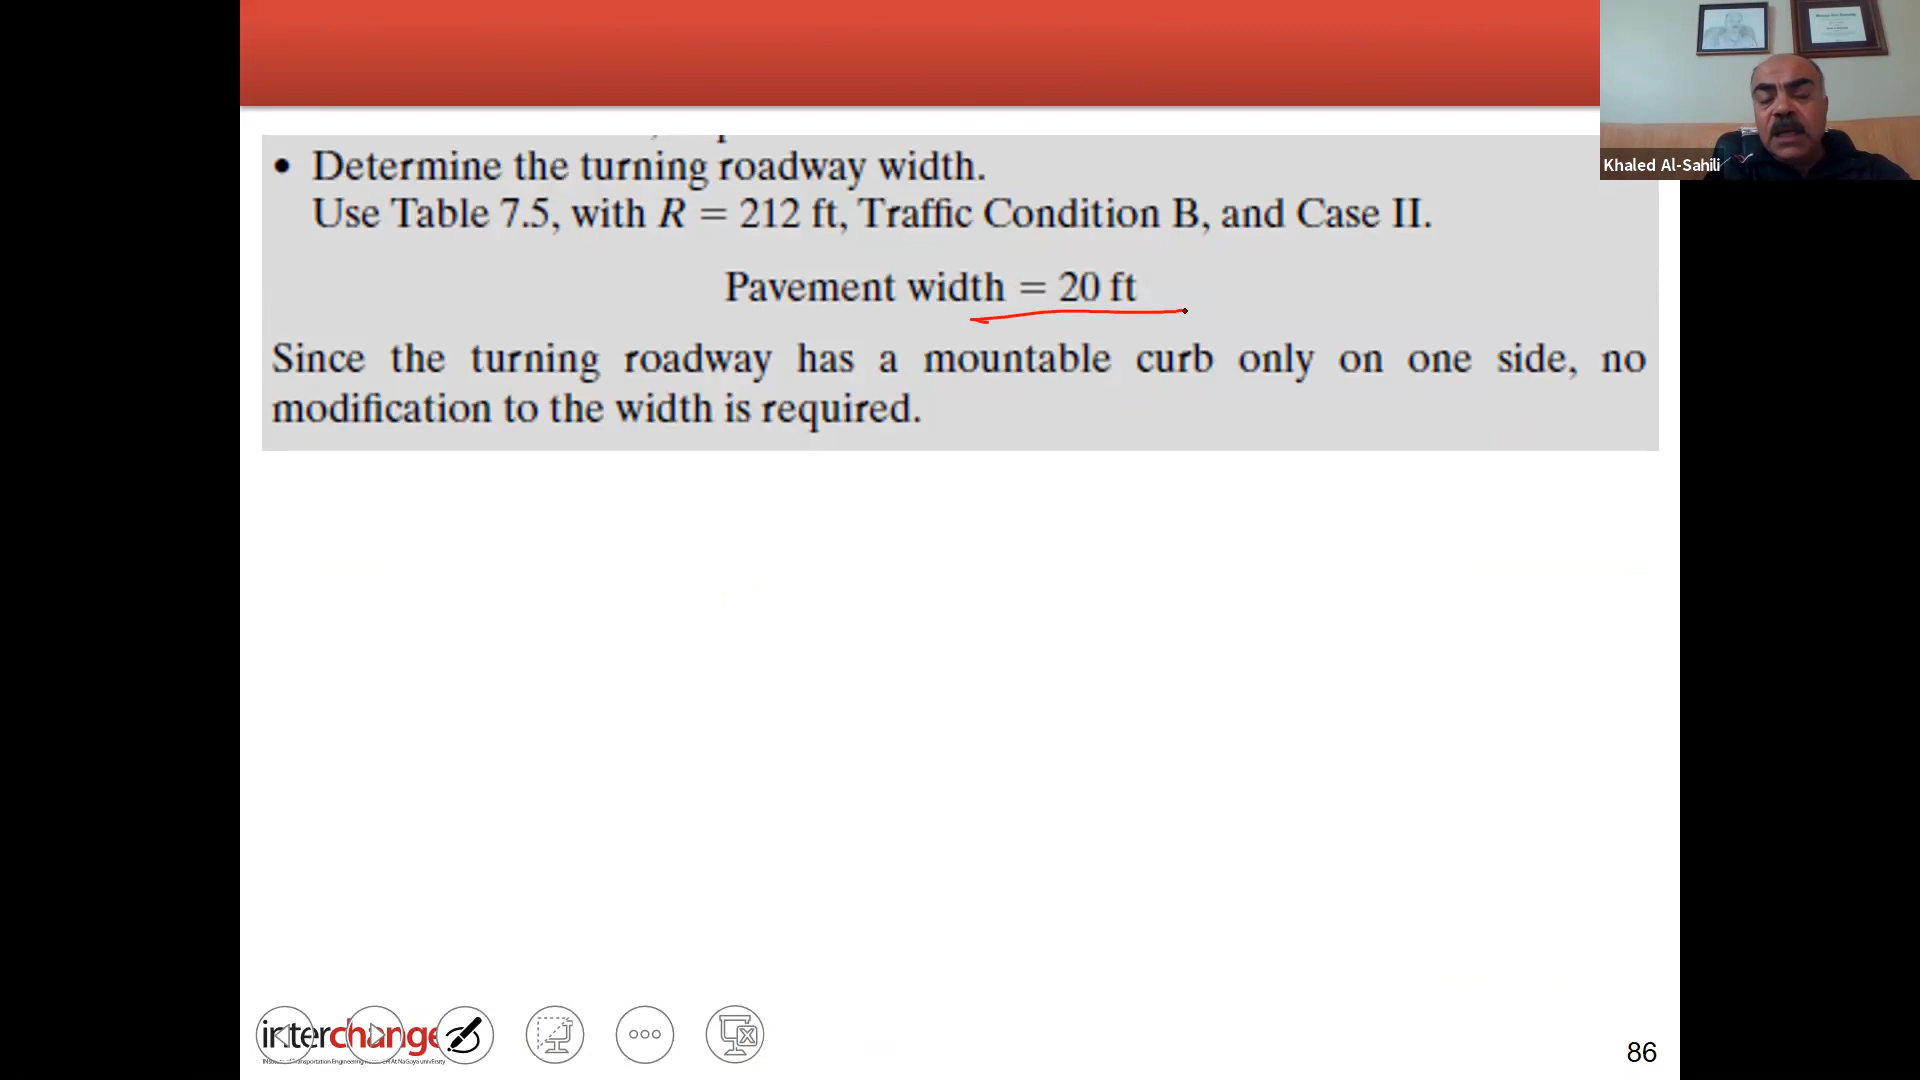 Khaled Al-Sahili
• Determine the turning roadway width.
Use Table 7.5, with R = 212 ft, Traffic Condition B, and Case II.
Pavement width = 20 ft
Since the turning roadway has a mountable curb only on one side, no
modification to the width is required.
interchange
86